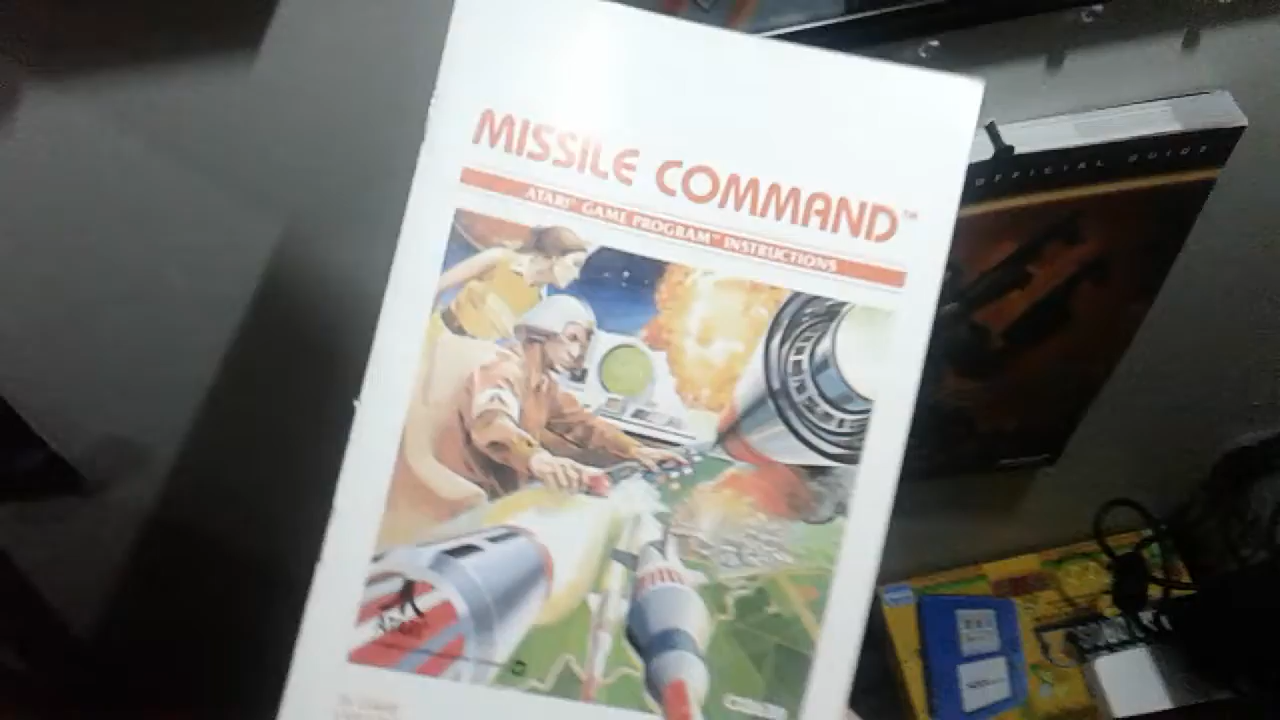 MISSILE COMMAND™
ATARI® GAME PROGRAM™ INSTRUCTIONS
OFFICIAL GUIDE